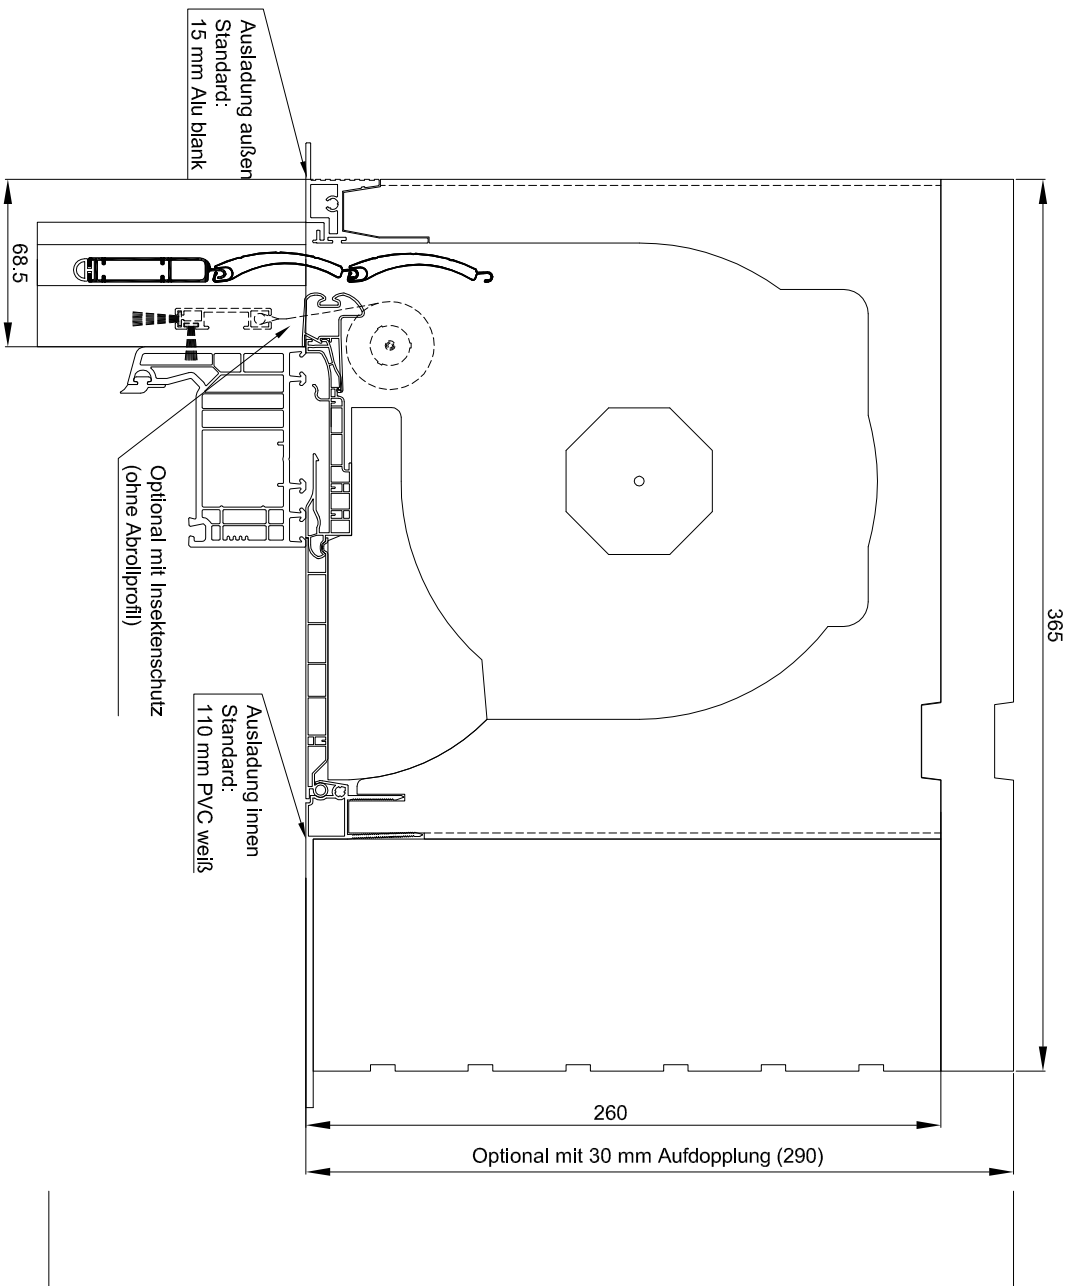 Ausladung außen
Standard:
15 mm Alu blank
68.5
365
Optional mit Insektenschutz
(ohne Abrollprofil)
Ausladung innen
Standard:
110 mm PVC weiß
260
Optional mit 30 mm Aufdopplung (290)